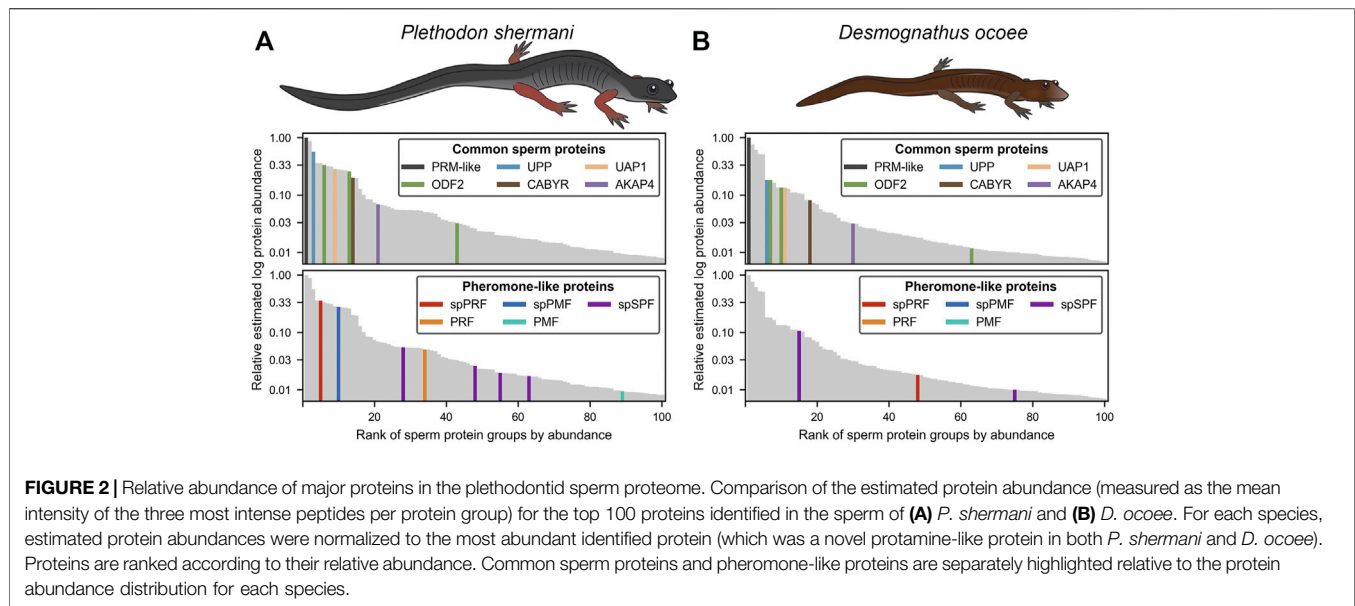 A
Plethodon shermani
B
Desmognathus ocoee
Relative estimated log protein abundance
1.00
0.33
0.10
0.03
0.01
Common sperm proteins
PRM-like UPP UAP1
ODF2 CABYR AKAP4
1.00
0.33
0.10
0.03
0.01
Pheromone-like proteins
spPRF spPMF spSPF
PRF PMF
20 40 60 80 100
Rank of sperm protein groups by abundance
Relative estimated log protein abundance
1.00
0.33
0.10
0.03
0.01
Common sperm proteins
PRM-like UPP UAP1
ODF2 CABYR AKAP4
1.00
0.33
0.10
0.03
0.01
Pheromone-like proteins
spPRF spPMF spSPF
PRF PMF
20 40 60 80 100
Rank of sperm protein groups by abundance
FIGURE 2 | Relative abundance of major proteins in the plethodontid sperm proteome. Comparison of the estimated protein abundance (measured as the mean
intensity of the three most intense peptides per protein group) for the top 100 proteins identified in the sperm of (A) P. shermani and (B) D. ocoee. For each species,
estimated protein abundances were normalized to the most abundant identified protein (which was a novel protamine-like protein in both P. shermani and D. ocoee).
Proteins are ranked according to their relative abundance. Common sperm proteins and pheromone-like proteins are separately highlighted relative to the protein
abundance distribution for each species.